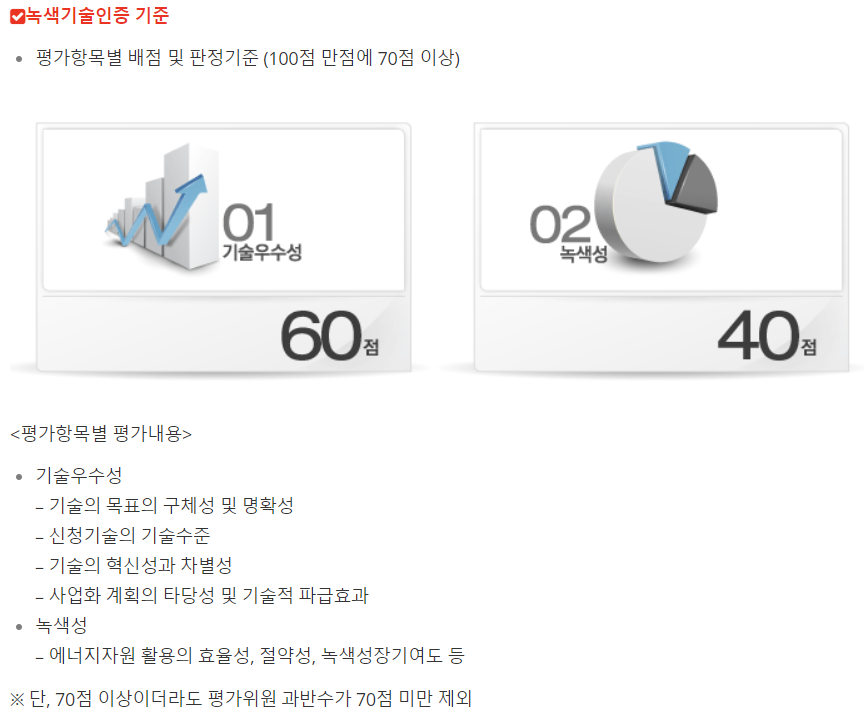 녹색기술인증 기준
평가항목별 배점 및 판정기준 (100점 만점에 70점 이상)
01
기술우수성
60점
02
녹색성
40점
<평가항목별 평가내용>
기술우수성
– 기술의 목표의 구체성 및 명확성
– 신청기술의 기술수준
– 기술의 혁신성과 차별성
– 사업화 계획의 타당성 및 기술적 파급효과
녹색성
– 에너지자원 활용의 효율성, 절약성, 녹색성장기여도 등
※ 단, 70점 이상이더라도 평가위원 과반수가 70점 미만 제외